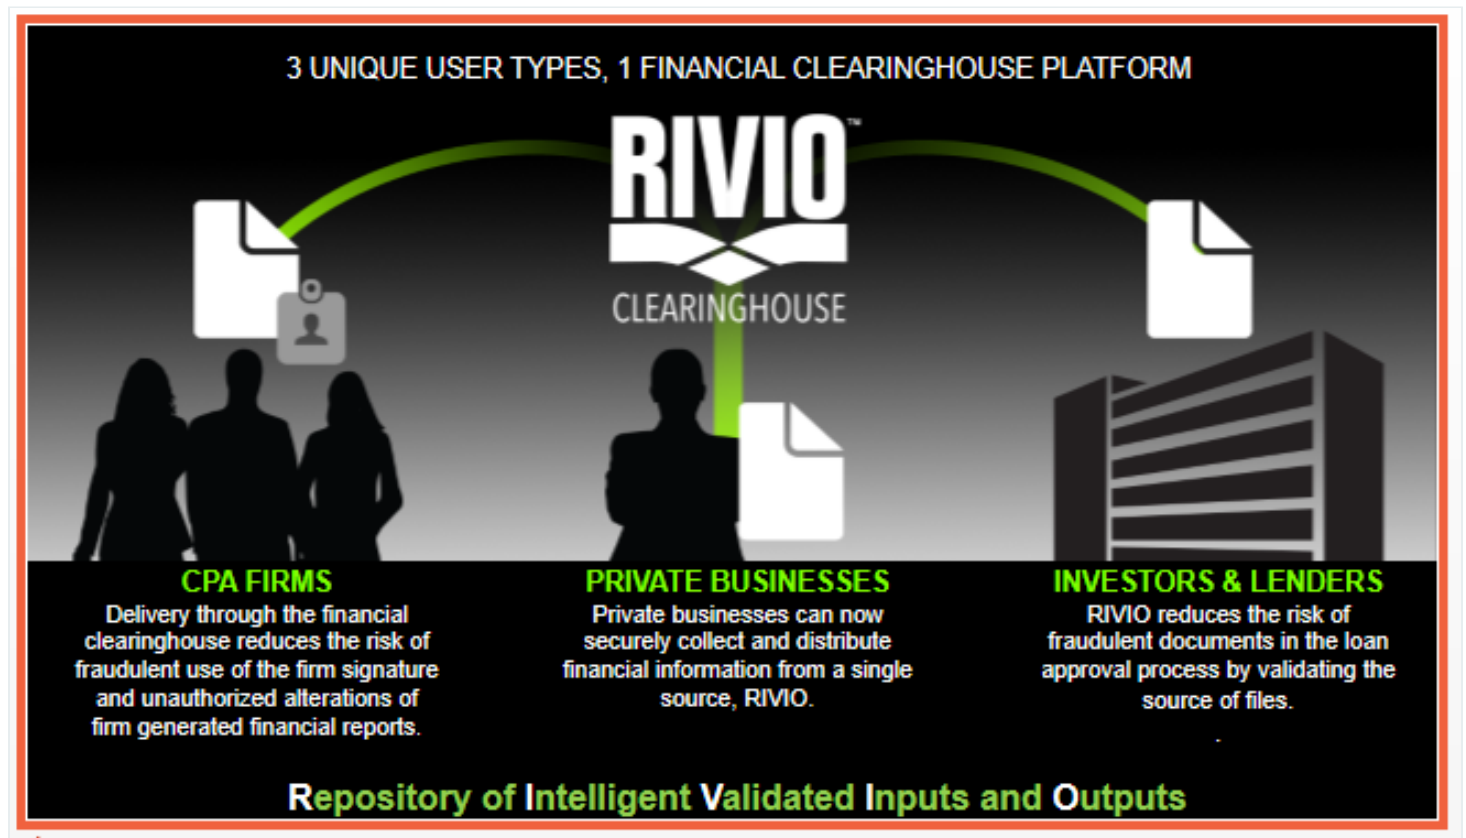 3 UNIQUE USER TYPES, 1 FINANCIAL CLEARINGHOUSE PLATFORM
RIVIO™
CLEARINGHOUSE
CPA FIRMS
Delivery through the financial
clearinghouse reduces the risk of
fraudulent use of the firm signature
and unauthorized alterations of
firm generated financial reports.
PRIVATE BUSINESSES
Private businesses can now
securely collect and distribute
financial information from a single
source, RIVIO.
INVESTORS & LENDERS
RIVIO reduces the risk of
fraudulent documents in the loan
approval process by validating the
source of files.
.
Repository of Intelligent Validated Inputs and Outputs